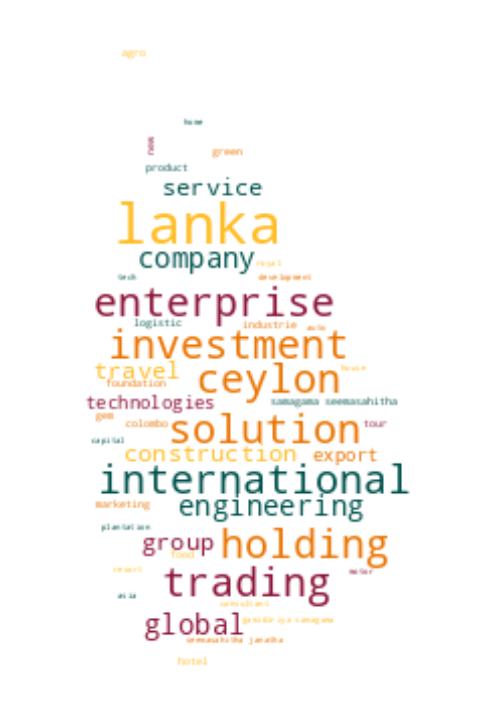 agro
home
new
green
product
service
lanka
company
royal
tech
development
enterprise
logistic
industrie
auto
investment
travel
house
foundation
ceylon
technologies
samagama seemasahitha
gem
colombo
solution
tour
capital
construction
export
international
marketing
engineering
plantation
group
holding
food
resort
trading
motor
asia
consultant
global
pasidiriya samagama
seemasahitha janatha
hotel